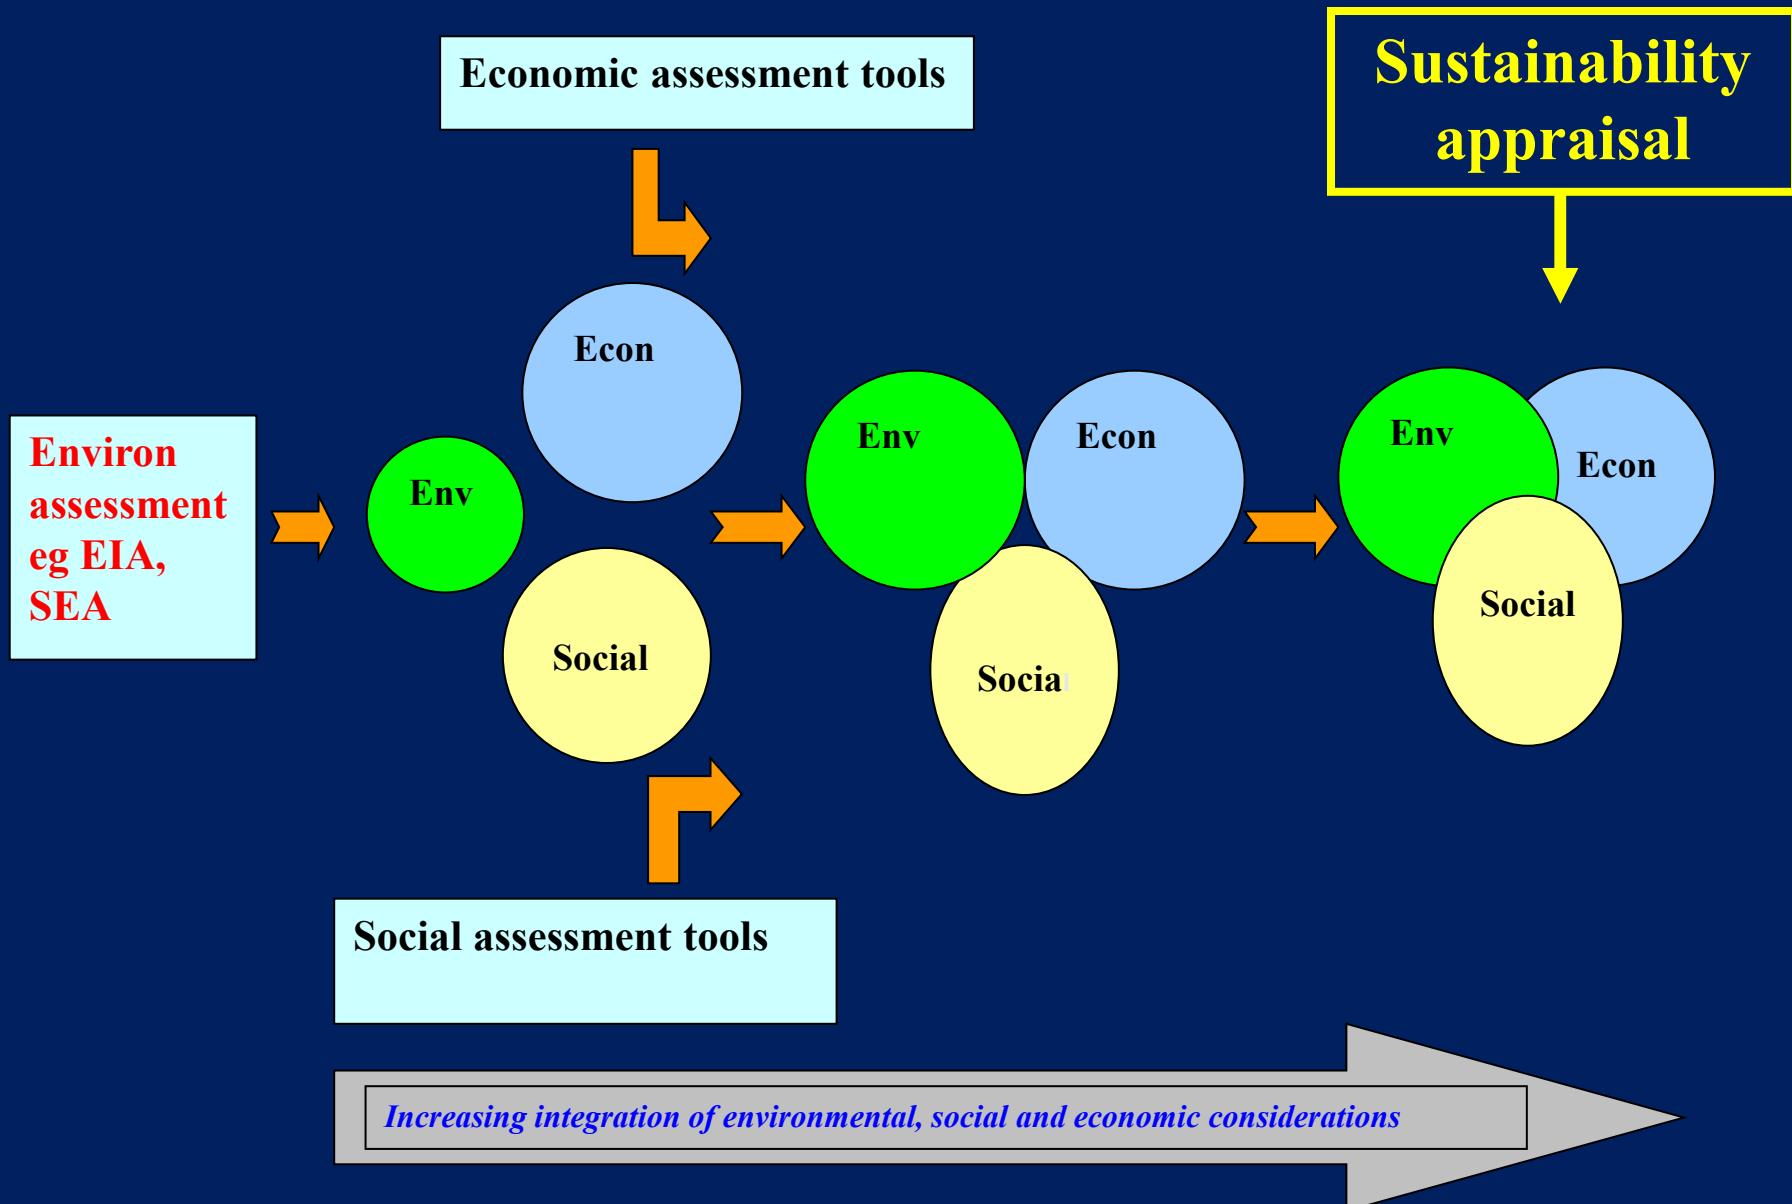 Economic assessment tools
Sustainability
appraisal
Econ
Env
Econ
Env
Econ
Environ
assessment
eg EIA,
SEA
Env
Social
Social
Social
Social assessment tools
Increasing integration of environmental, social and economic considerations